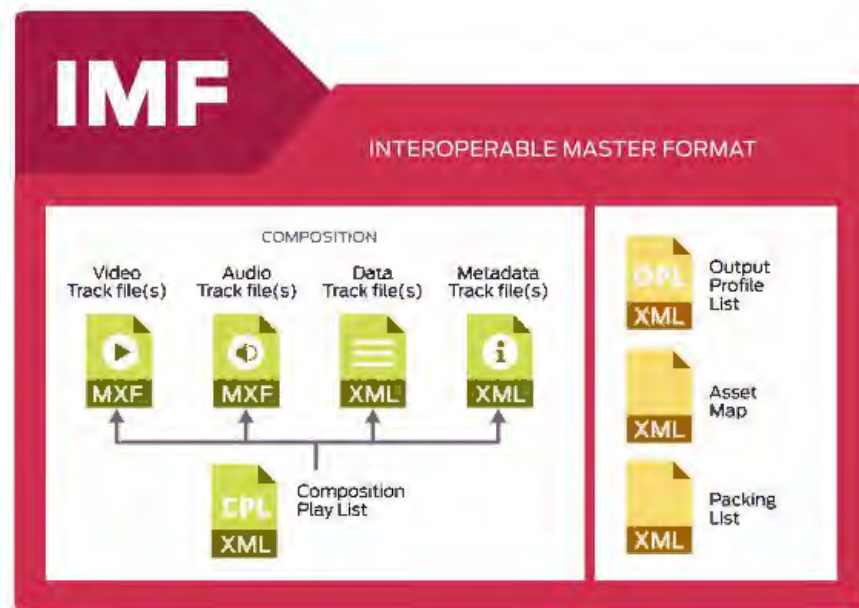 IMF
INTEROPERABLE MASTER FORMAT
COMPOSITION
Video
Track file(s)
Audio
Track file(s)
Data
Track file(s)
Metadata
Track file(s)
MXF
MXF
XML
i
XML
CPL
XML
Composition
Play List
OPL
XML
Output
Profile
List
XML
Asset
Map
XML
Packing
List